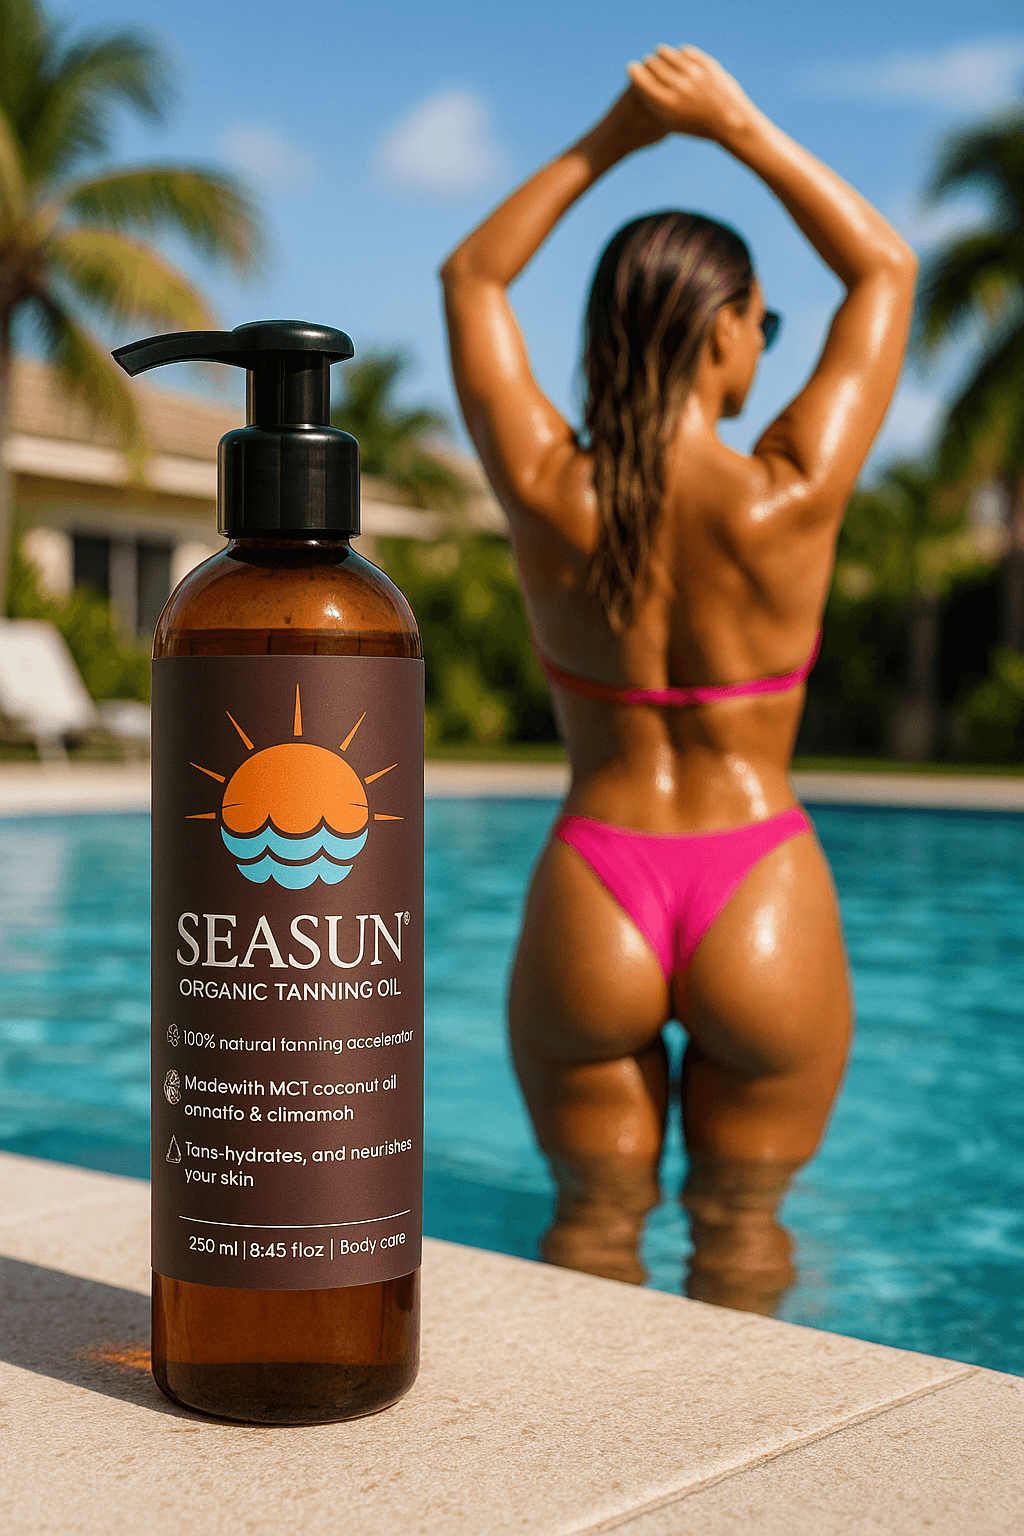 SEASUN®
ORGANIC TANNING OIL
100% natural fanning accelerator
Madewith MCT coconut oil
onnatfo & climamoh
Tans-hydrates, and neurishes
your skin
250 ml | 8:45 floz | Body care